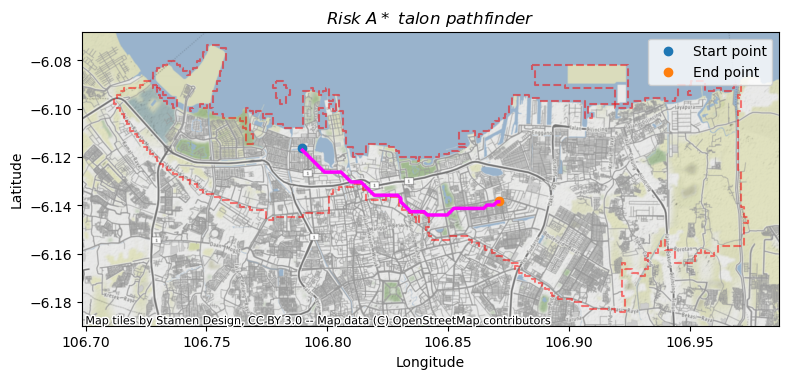 Risk A* talon pathfinder
Start point
End point
−6.08
−6.10
−6.12
−6.14
−6.16
−6.18
Latitude
Map tiles by Stamen Design, CC BY 3.0 -- Map data (C) OpenStreetMap contributors
106.70
106.75
106.80
106.85
106.90
106.95
Longitude